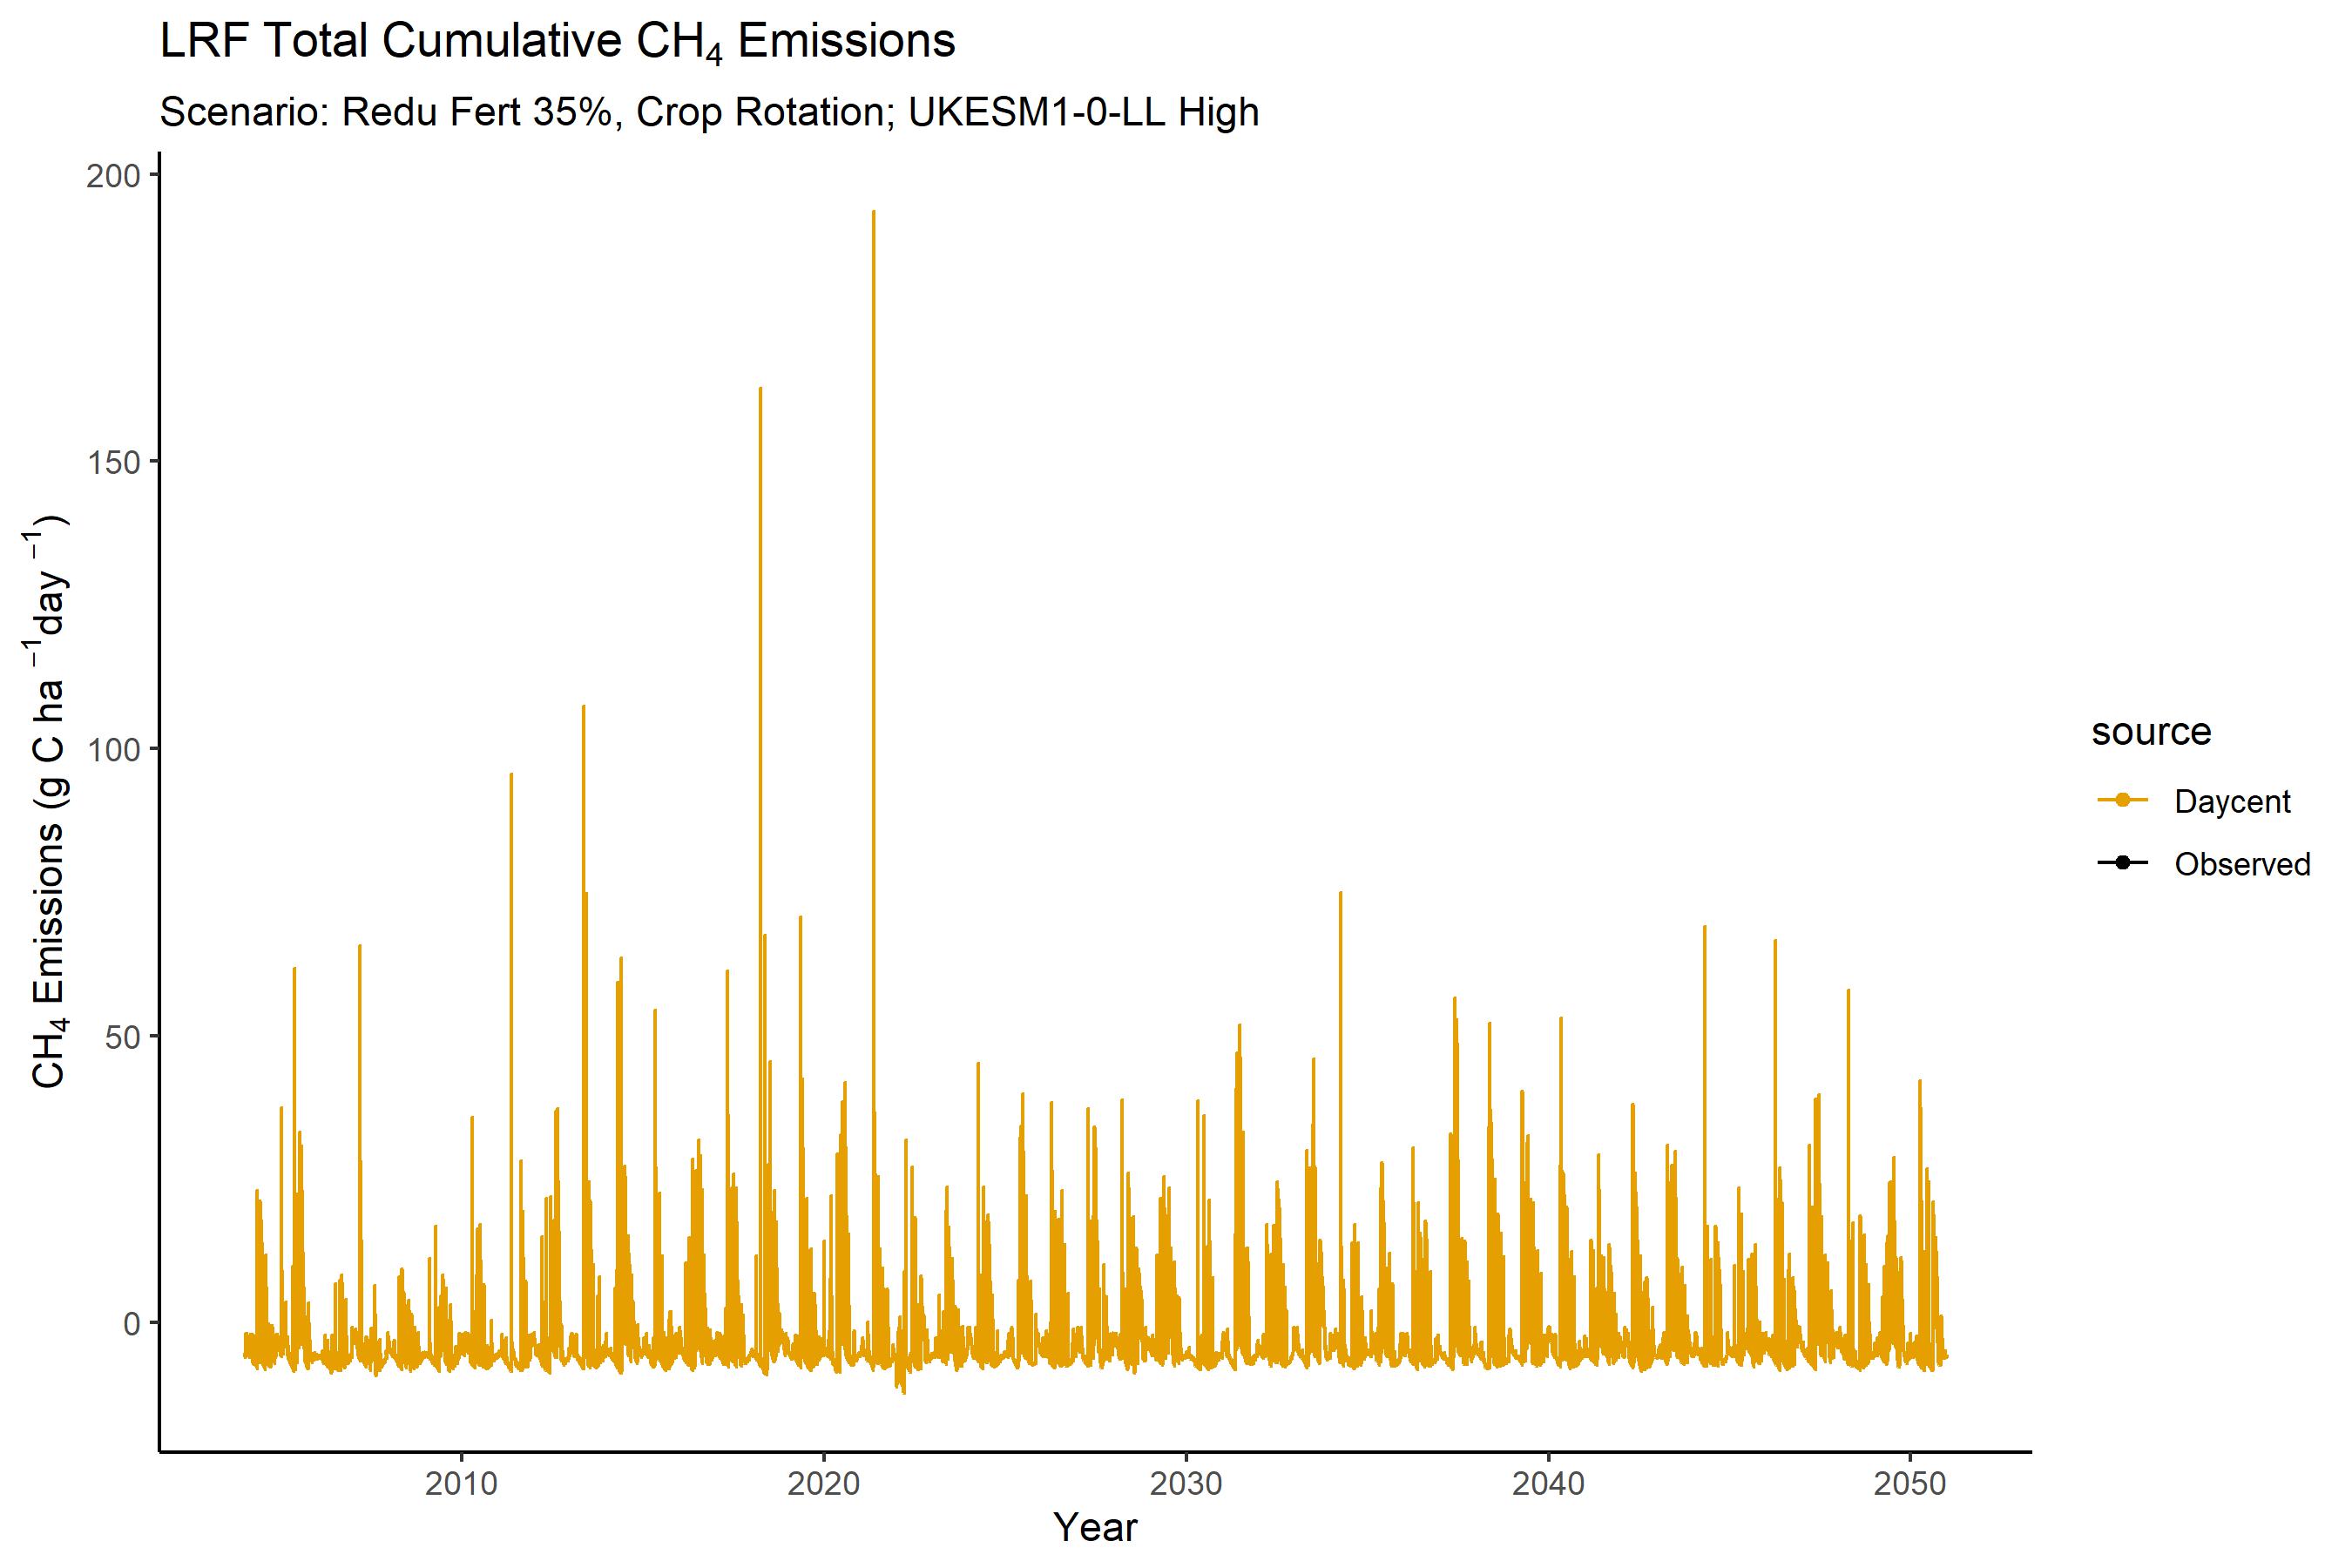 LRF Total Cumulative CH₄ Emissions
Scenario: Redu Fert 35%, Crop Rotation; UKESM1-0-LL High
CH₄ Emissions (g C ha ⁻¹day ⁻¹)
200
150
100
50
0
2010 2020 2030 2040 2050
Year
source
Daycent
Observed